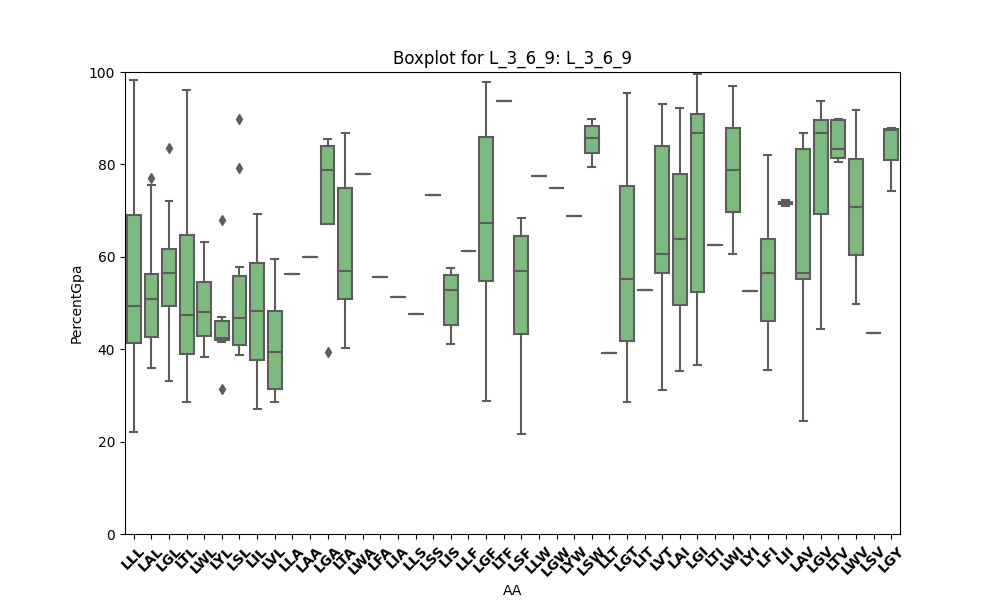 Boxplot for L_3_6_9: L_3_6_9
100
80
60
40
20
0
PercentGpa
LLL LAL LGL LTL LWL LYL LSL LIL LVL LLA LAA LGA LTA LWA LFA LIA LLS LSS LIS LLF LGF LTF LSF LLW LGW LYW LSW LLT LGT LIT LVT LAI LGI LTI LWI LYI LFI LII LAV LGV LTV LWV LSV LGY
AA